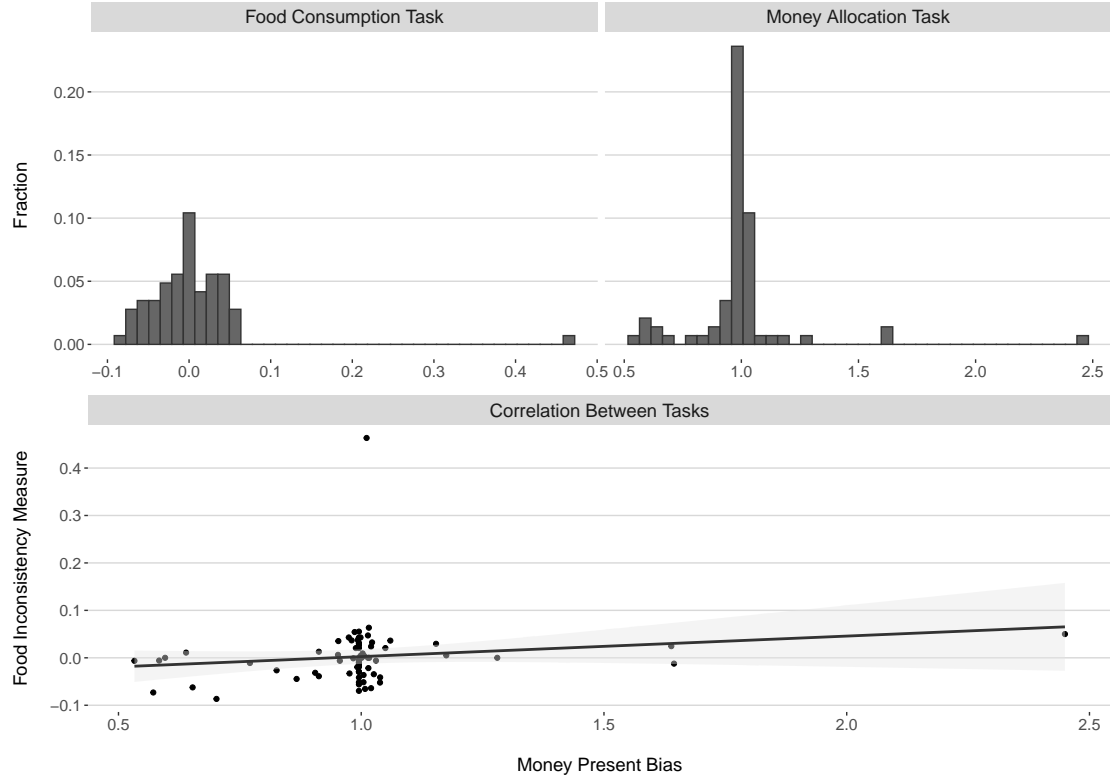 Food Consumption Task
Money Allocation Task
Fraction
0.20
0.15
0.10
0.05
0.00
−0.1 0.0 0.1 0.2 0.3 0.4 0.5
0.5 1.0 1.5 2.0 2.5
Correlation Between Tasks
Food Inconsistency Measure
0.4
0.3
0.2
0.1
0.0
−0.1
0.5 1.0 1.5 2.0 2.5
Money Present Bias